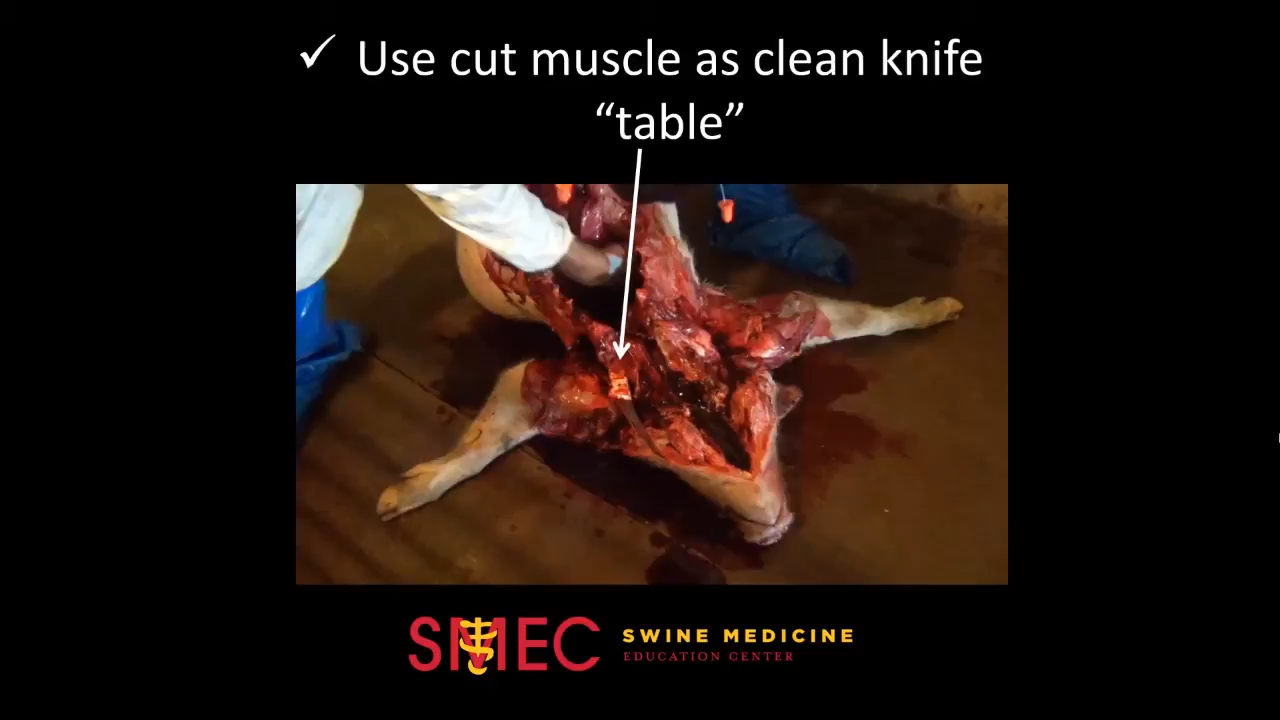 ✓ Use cut muscle as clean knife
“table”
SMEC SWINE MEDICINE
EDUCATION CENTER